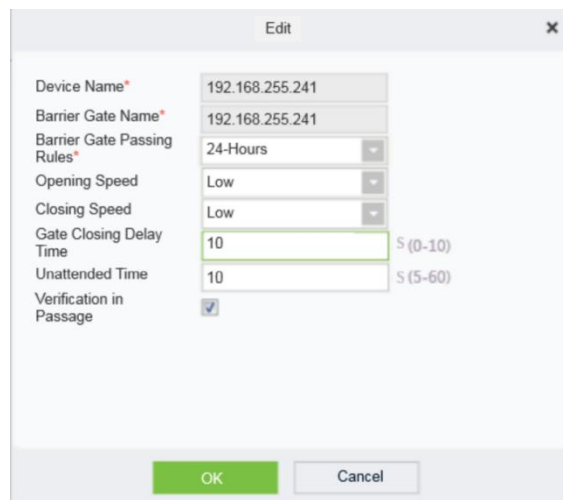 Edit
Device Name* 192.168.255.241
Barrier Gate Name* 192.168.255.241
Barrier Gate Passing
Rules* 24-Hours
Opening Speed Low
Closing Speed Low
Gate Closing Delay
Time 10 S (0-10)
Unattended Time 10 S (5-60)
Verification in
Passage
OK Cancel